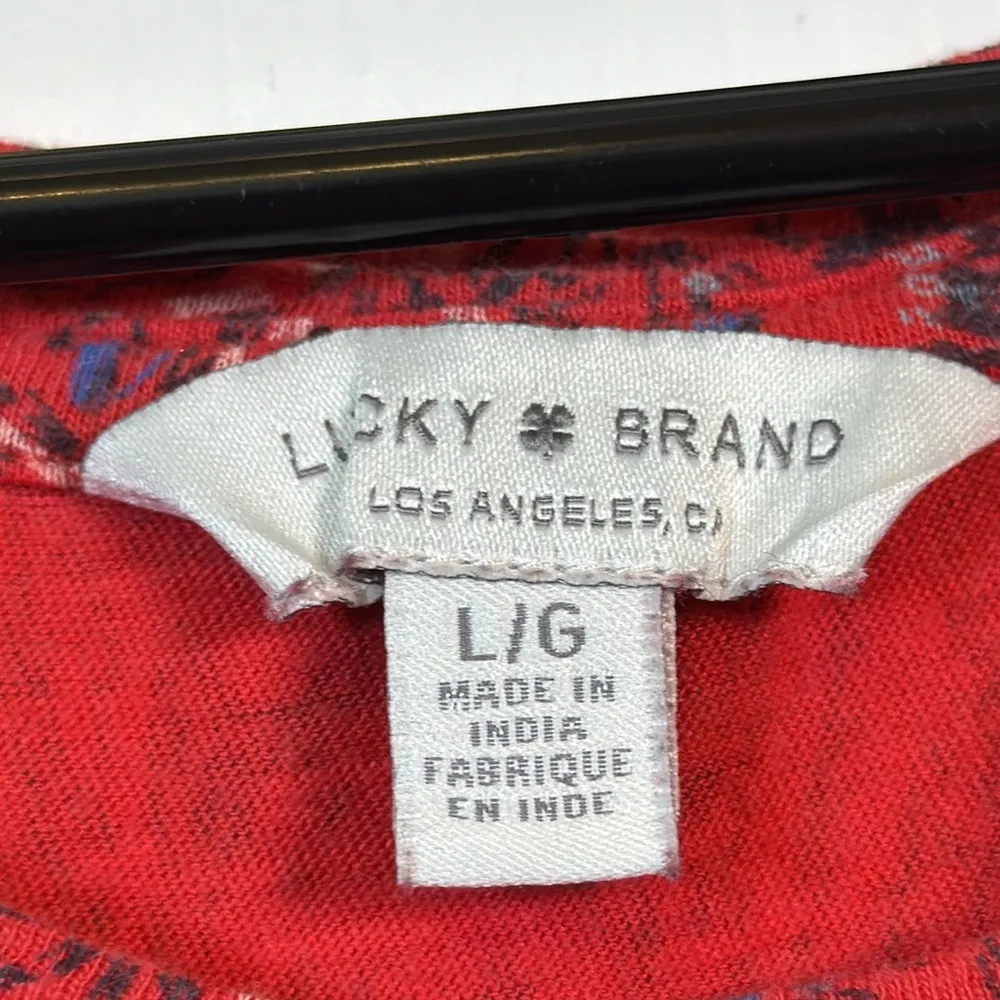 LUCKY BRAND
LOS ANGELES, CA
L/G
MADE IN
INDIA
FABRIQUE
EN INDE